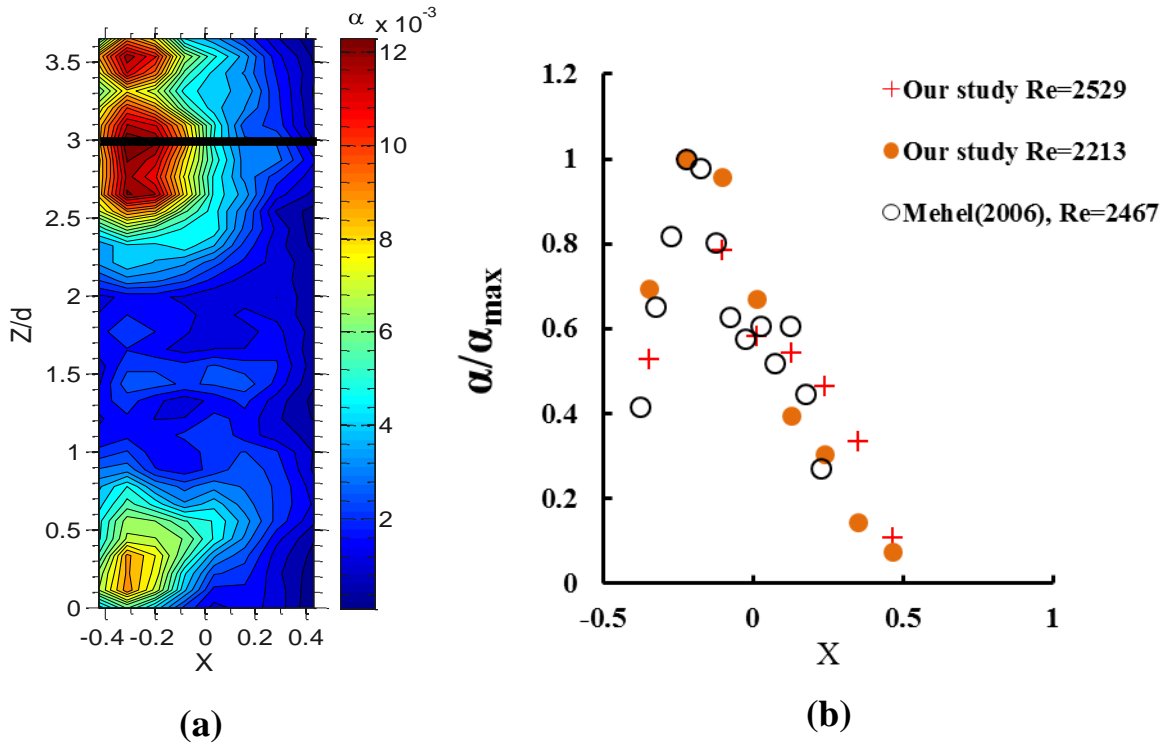 α x 10⁻³
3.5
3
2.5
2
1.5
1
0.5
0
Z/d
-0.4 -0.2 0 0.2 0.4
X
12
10
8
6
4
2
(a)
1.2
1
0.8
0.6
0.4
0.2
0
α/αmax
-0.5 0 0.5 1
X
Our study Re=2529
Our study Re=2213
Mehel(2006), Re=2467
(b)